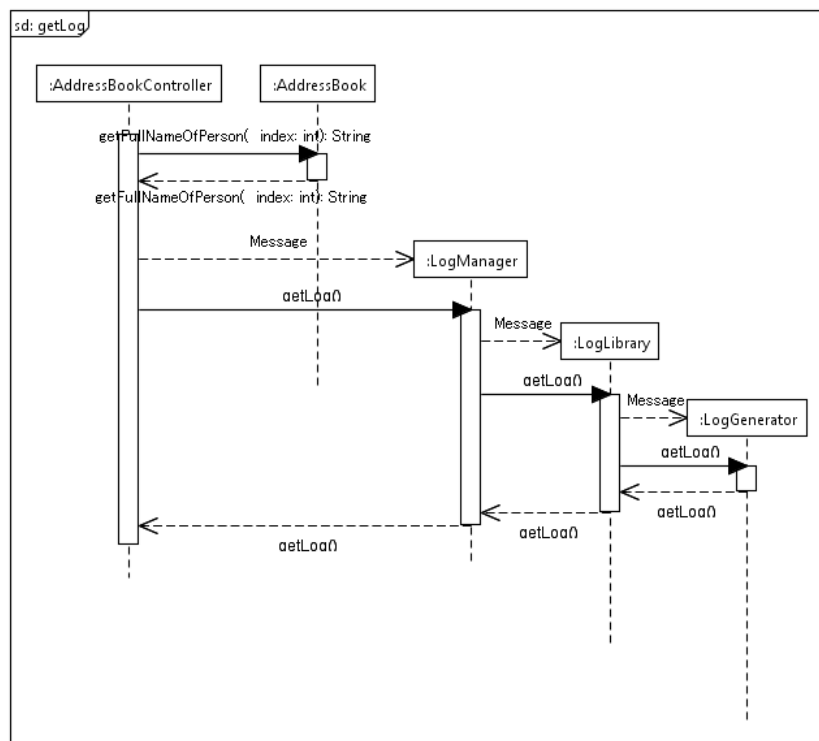 sd: getLog
:AddressBookController
:AddressBook
getFullNameOfPerson( index: int): String
getFullNameOfPerson( index: int): String
Message
:LogManager
getLog()
Message
:LogLibrary
getLog()
Message
:LogGenerator
getLog()
getLog()
getLog()
getLog()